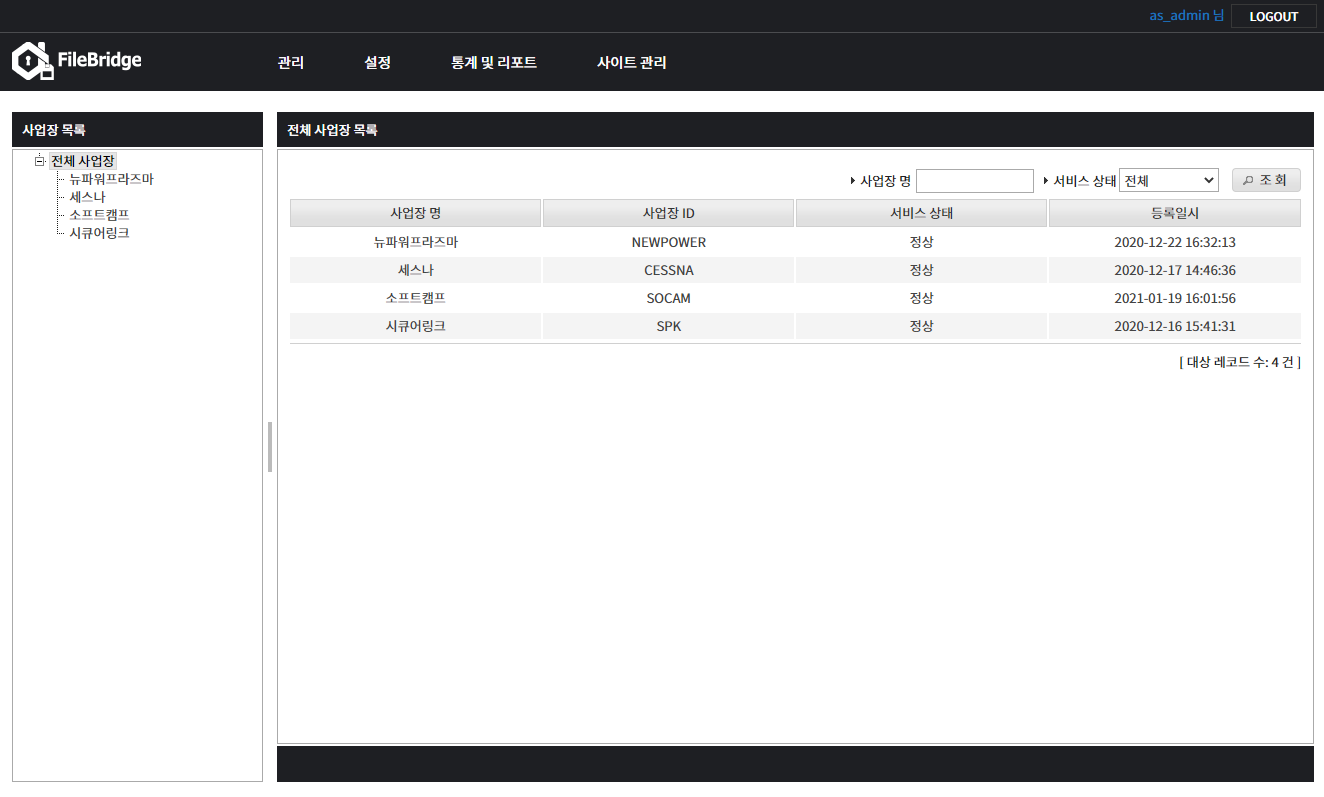 as_admin 님 LOGOUT
FileBridge 관리 설정 통계 및 리포트 사이트 관리
사업장 목록
전체 사업장
뉴파워프라즈마
세스나
소프트캠프
시큐어링크
전체 사업장 목록
사업장 명 서비스 상태 전체 조 회
사업장 명 사업장 ID 서비스 상태 등록일시
뉴파워프라즈마 NEWPOWER 정상 2020-12-22 16:32:13
세스나 CESSNA 정상 2020-12-17 14:46:36
소프트캠프 SOCAM 정상 2021-01-19 16:01:56
시큐어링크 SPK 정상 2020-12-16 15:41:31
[ 대상 레코드 수: 4 건 ]